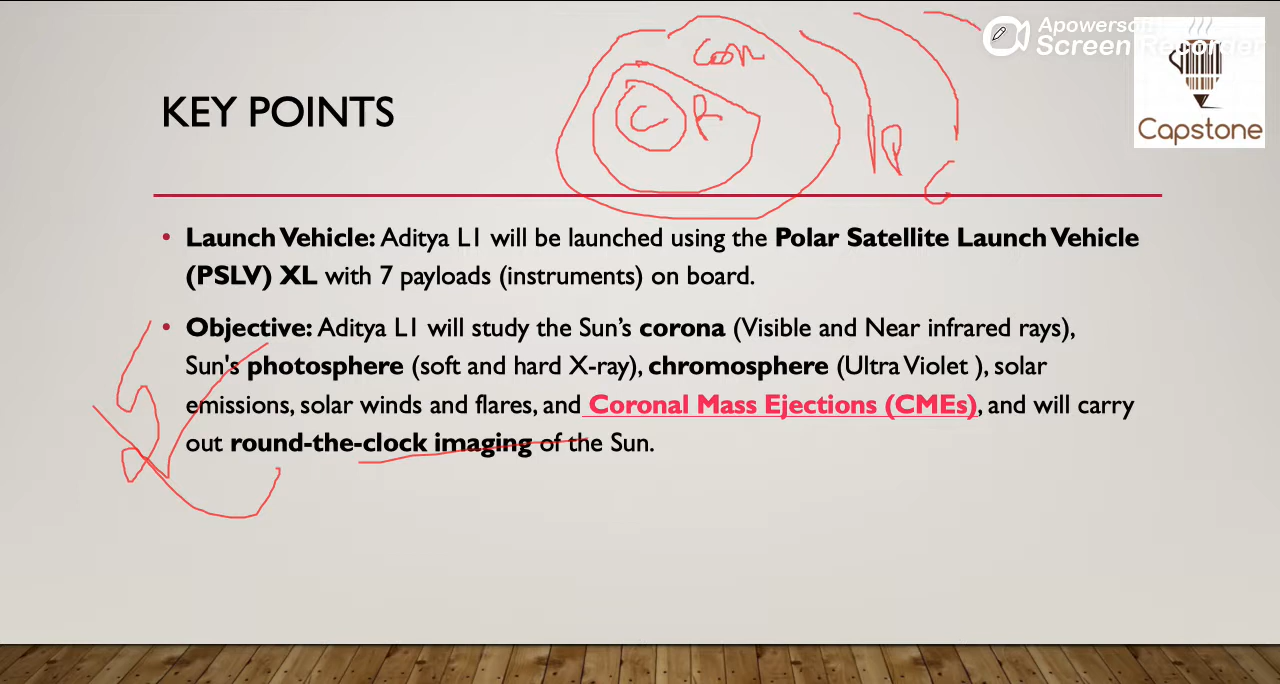 Apowersoft
Screen Recorder
Con
C R
P
C
Capstone
KEY POINTS
• Launch Vehicle: Aditya L1 will be launched using the Polar Satellite Launch Vehicle
(PSLV) XL with 7 payloads (instruments) on board.
• Objective: Aditya L1 will study the Sun’s corona (Visible and Near infrared rays),
Sun's photosphere (soft and hard X-ray), chromosphere (Ultra Violet ), solar
emissions, solar winds and flares, and Coronal Mass Ejections (CMEs), and will carry
out round-the-clock imaging of the Sun.